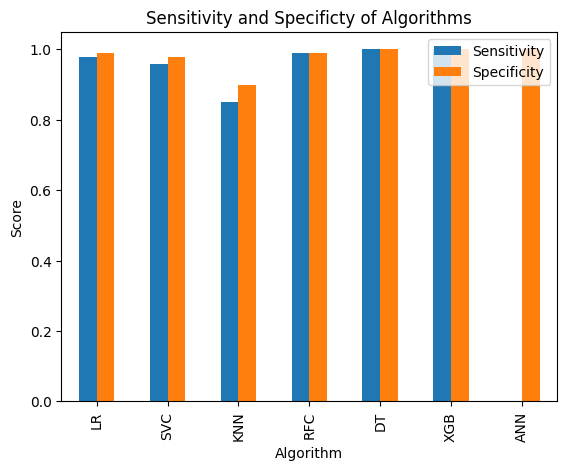 Sensitivity and Specificty of Algorithms
Sensitivity
Specificity
Score
1.0
0.8
0.6
0.4
0.2
0.0
LR
SVC
KNN
RFC
DT
XGB
ANN
Algorithm